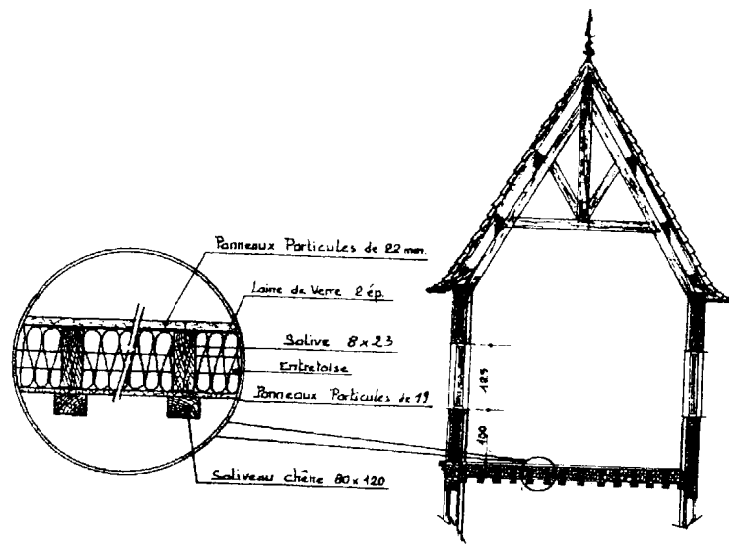 Panneaux Particules de 22 mm.
Laine de Verre 2 ép.
Solive 8 x 23
Entretoise
Panneaux Particules de 19
Soliveau chêne 80 x 120
125
100